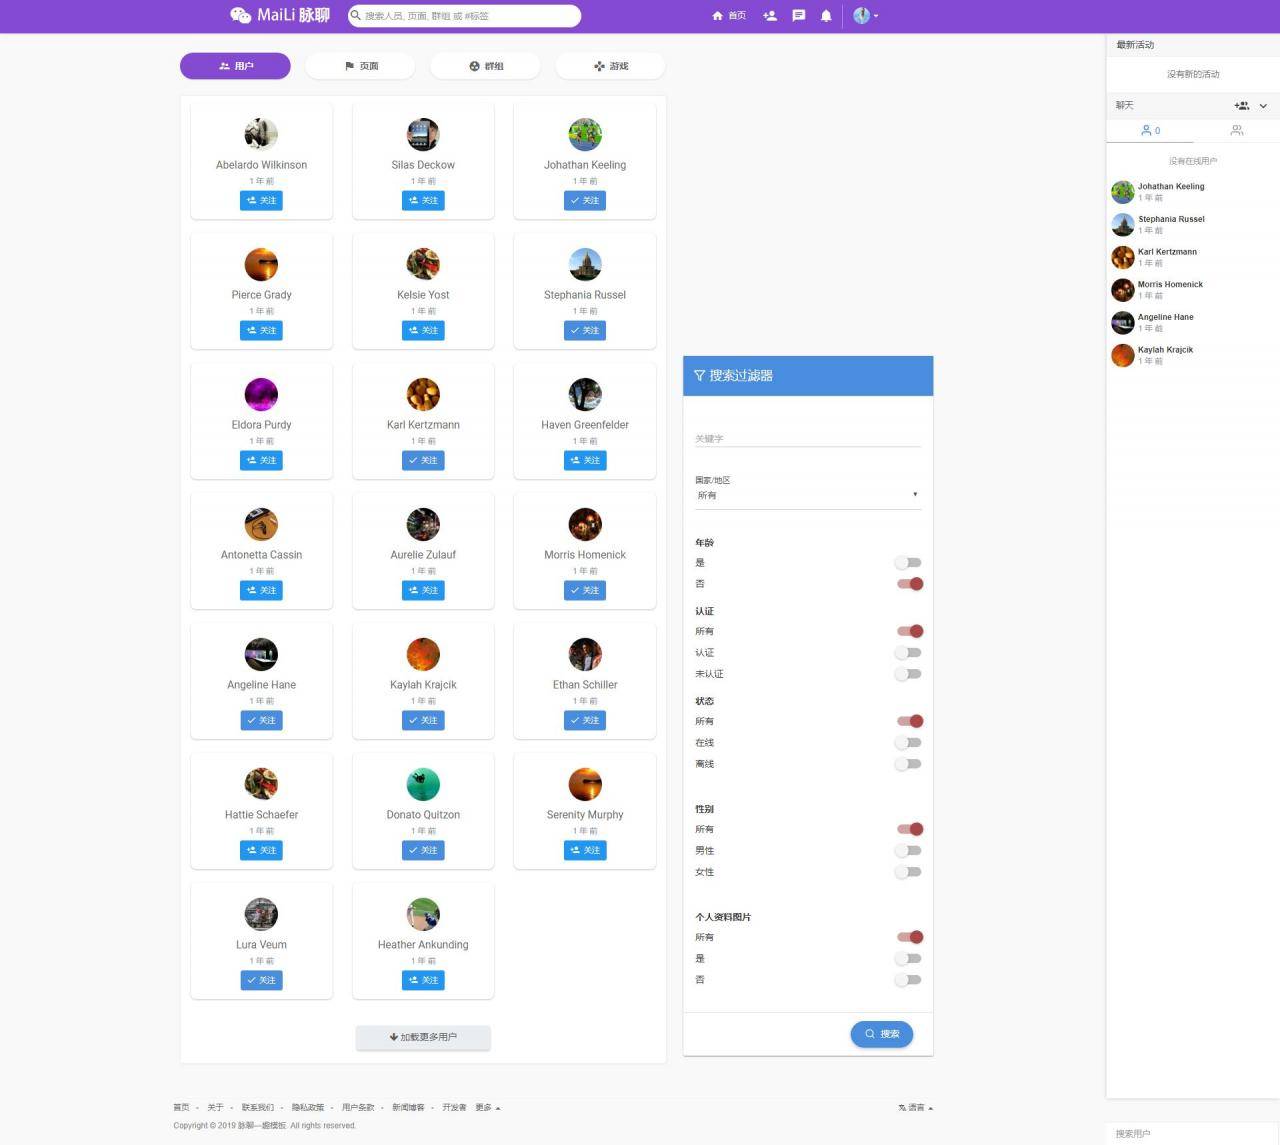 MaiLi 脉聊
搜索人员, 页面, 群组 或 #标签
首页
用户
页面
群组
游戏
Abelardo Wilkinson
1 年 前
关注
Silas Deckow
1 年 前
关注
Johathan Keeling
1 年 前
关注
Pierce Grady
1 年 前
关注
Kelsie Yost
1 年 前
关注
Stephania Russel
1 年 前
关注
Eldora Purdy
1 年 前
关注
Karl Kertzmann
1 年 前
关注
Haven Greenfelder
1 年 前
关注
Antonetta Cassin
1 年 前
关注
Aurelie Zulauf
1 年 前
关注
Morris Homenick
1 年 前
关注
Angeline Hane
1 年 前
关注
Kaylah Krajcik
1 年 前
关注
Ethan Schiller
1 年 前
关注
Hattie Schaefer
1 年 前
关注
Donato Quitzon
1 年 前
关注
Serenity Murphy
1 年 前
关注
Lura Veum
1 年 前
关注
Heather Ankunding
1 年 前
关注
加载更多用户
搜索过滤器
关键字
国家/地区
所有
年龄
是
否
认证
所有
认证
未认证
状态
所有
在线
离线
性别
所有
男性
女性
个人资料图片
所有
是
否
搜索
最新活动
没有新的活动
聊天
0
没有在线用户
Johathan Keeling
1 年 前
Stephania Russel
1 年 前
Karl Kertzmann
1 年 前
Morris Homenick
1 年 前
Angeline Hane
1 年 前
Kaylah Krajcik
1 年 前
搜索用户
首页 - 关于 - 联系我们 - 隐私政策 - 用户条款 - 新闻博客 - 开发者 更多
语言
Copyright © 2019 脉聊—趣模板. All rights reserved.